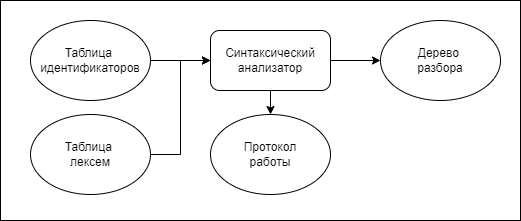 Таблица
идентификаторов
Синтаксический
анализатор
Дерево
разбора
Таблица
лексем
Протокол
работы